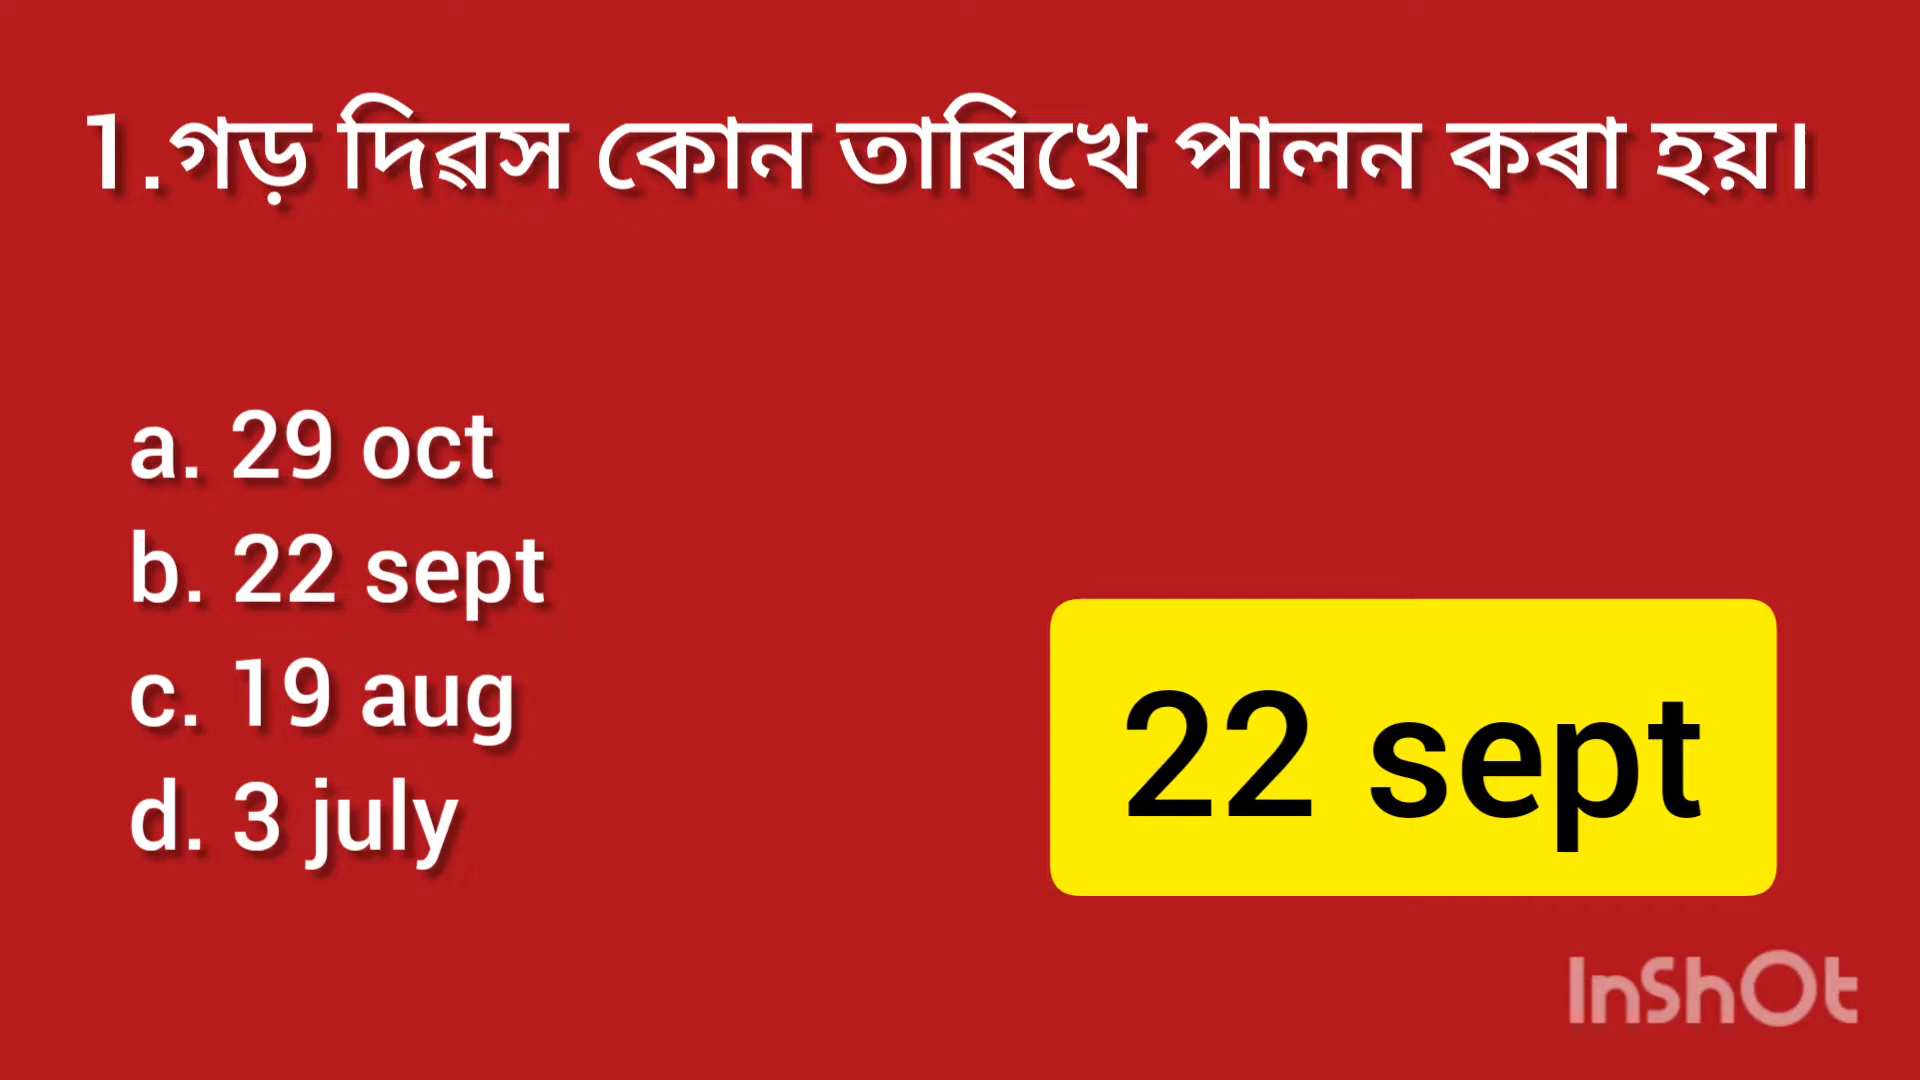 1.গড় দিৱস কোন তাৰিখে পালন কৰা হয়।
a. 29 oct
b. 22 sept
c. 19 aug
d. 3 july
22 sept
InShOt